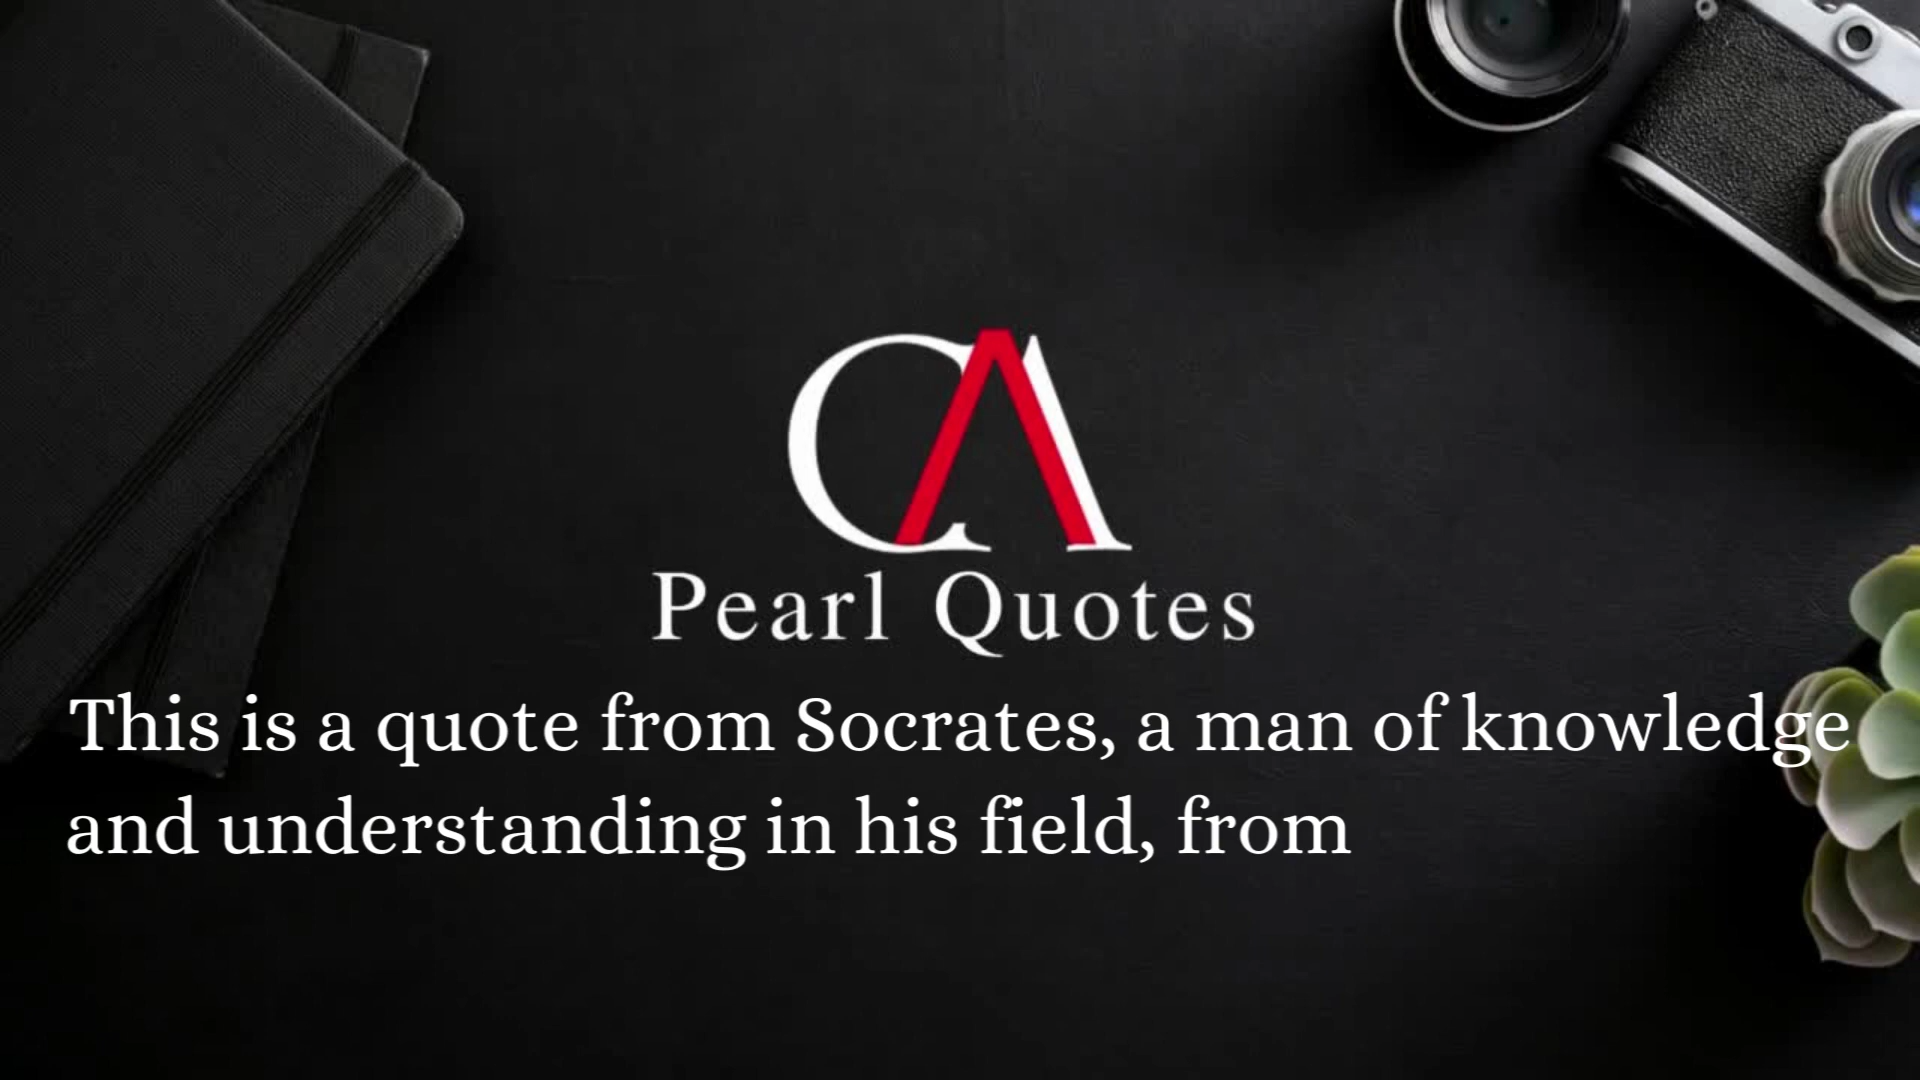 CA
Pearl Quotes
This is a quote from Socrates, a man of knowledge
and understanding in his field, from